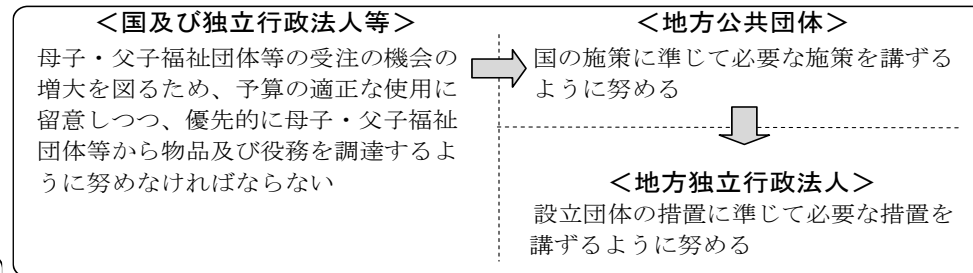 ＜国及び独立行政法人等＞
母子・父子福祉団体等の受注の機会の
増大を図るため、予算の適正な使用に
留意しつつ、優先的に母子・父子福祉
団体等から物品及び役務を調達するよ
うに努めなければならない
＜地方公共団体＞
国の施策に準じて必要な施策を講ずる
ように努める
＜地方独立行政法人＞
設立団体の措置に準じて必要な措置を
講ずるように努める